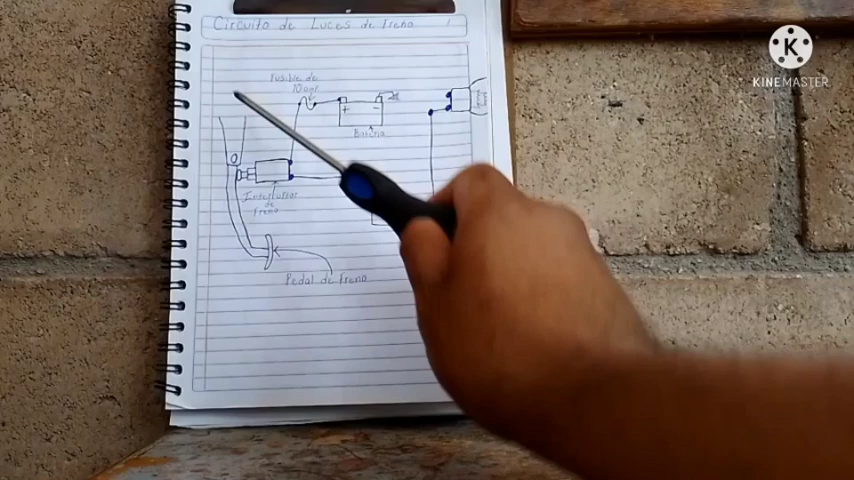 Circuito de Luces de Freno
Fusible de
10 amp
+ -
Bateria
Interruptor
de
Freno
Pedal de Freno
K
KINEMASTER